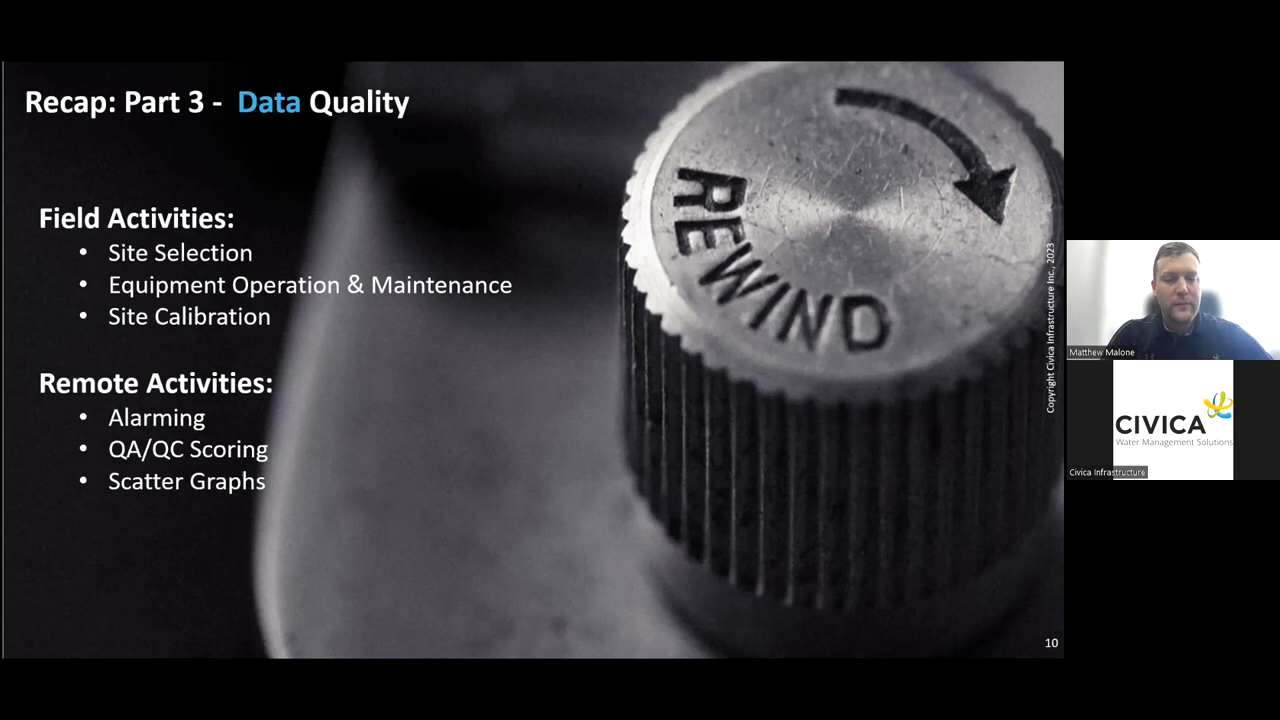 Recap: Part 3 - Data Quality
Field Activities:
• Site Selection
• Equipment Operation & Maintenance
• Site Calibration
Remote Activities:
• Alarming
• QA/QC Scoring
• Scatter Graphs
REWIND
Copyright Civica Infrastructure Inc., 2023
10
Matthew Malone
CIVICA
Water Management Solutions
Civica Infrastructure